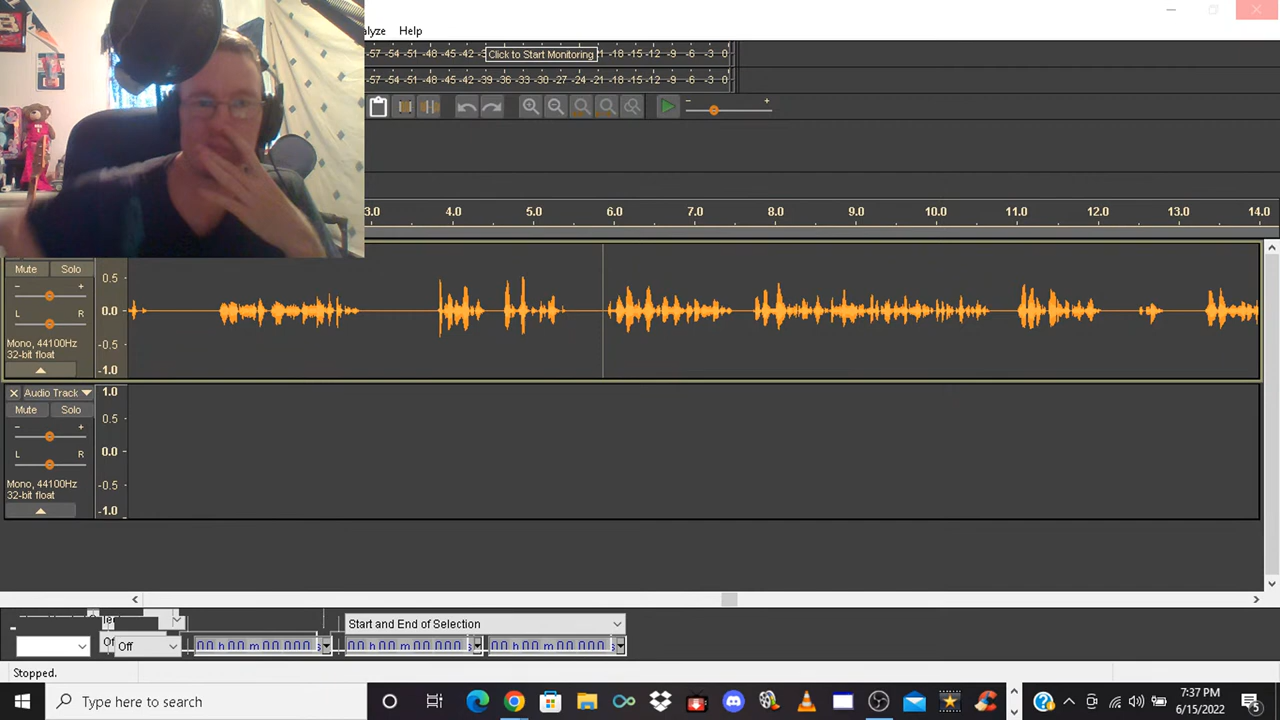 alyze Help
-57 -54 -51 -48 -45 -42 -3 Click to Start Monitoring -18 -15 -12 -9 -6 -3 0
-57 -54 -51 -48 -45 -42 -39 -36 -33 -30 -27 -24 -21 -18 -15 -12 -9 -6 -3 0
- +
3.0 4.0 5.0 6.0 7.0 8.0 9.0 10.0 11.0 12.0 13.0 14.0
Mute Solo 0.5
- +
0.0
L R
Mono, 44100Hz -0.5
32-bit float
-1.0
Audio Track 1.0
Mute Solo 0.5
- +
0.0
L R
Mono, 44100Hz -0.5
32-bit float
-1.0
Start and End of Selection
Off 00 h 00 m 00.000 s 00 h 00 m 00.000 s 00 h 00 m 00.000 s
Stopped.
Type here to search
7:37 PM
6/15/2022
5